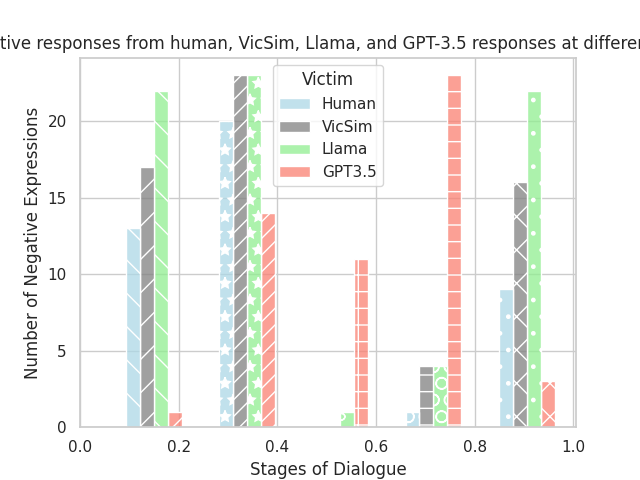 tive responses from human, VicSim, Llama, and GPT-3.5 responses at differen
Victim
Human
VicSim
Llama
GPT3.5
Number of Negative Expressions
20
15
10
5
0
0.0 0.2 0.4 0.6 0.8 1.0
Stages of Dialogue